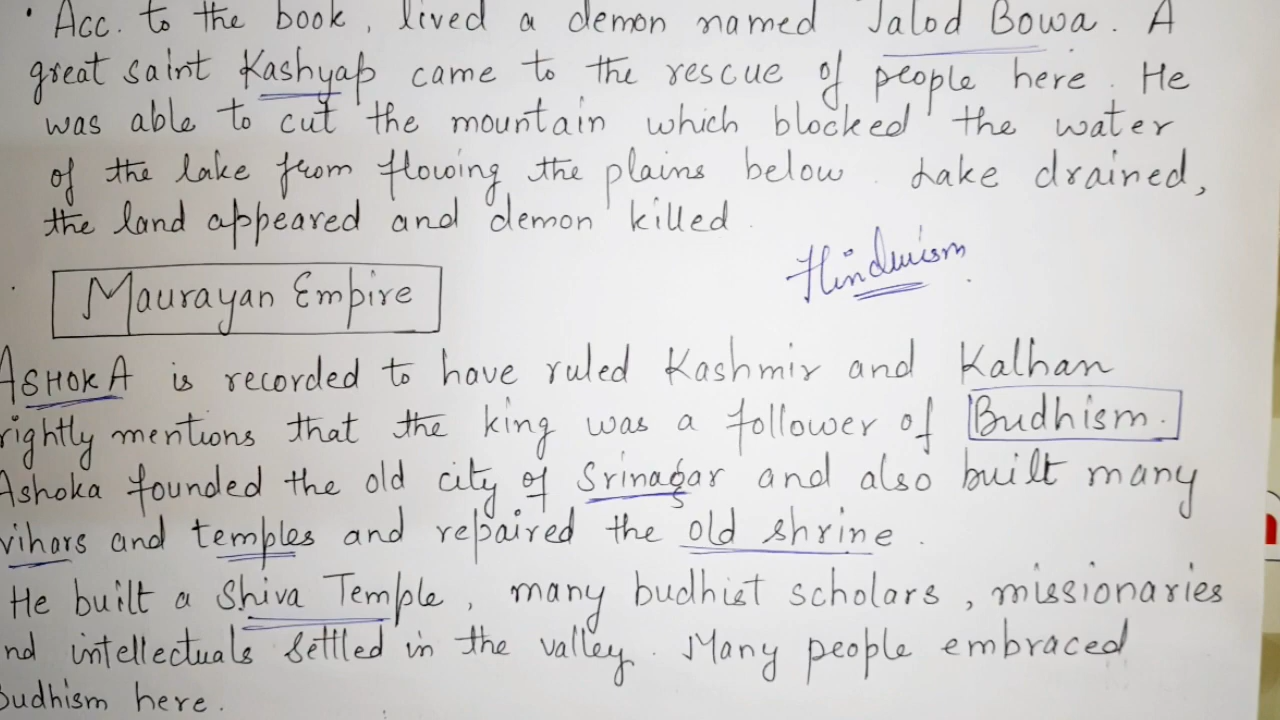 · Acc. to the book, lived a demon named Jalod Bowa. A
great saint Kashyap came to the rescue of people here. He
was able to cut the mountain which blocked the water
of the lake from flowing the plains below. Lake drained,
the land appeared and demon killed.
Hinduism
Maurayan Empire
ASHOKA is recorded to have ruled Kashmir and Kalhan
rightly mentions that the king was a follower of Budhism.
Ashoka founded the old city of Srinagar and also built many
vihars and temples and repaired the old shrine.
He built a Shiva Temple, many budhist scholars, missionaries
nd intellectuals settled in the valley. Many people embraced
Budhism here.